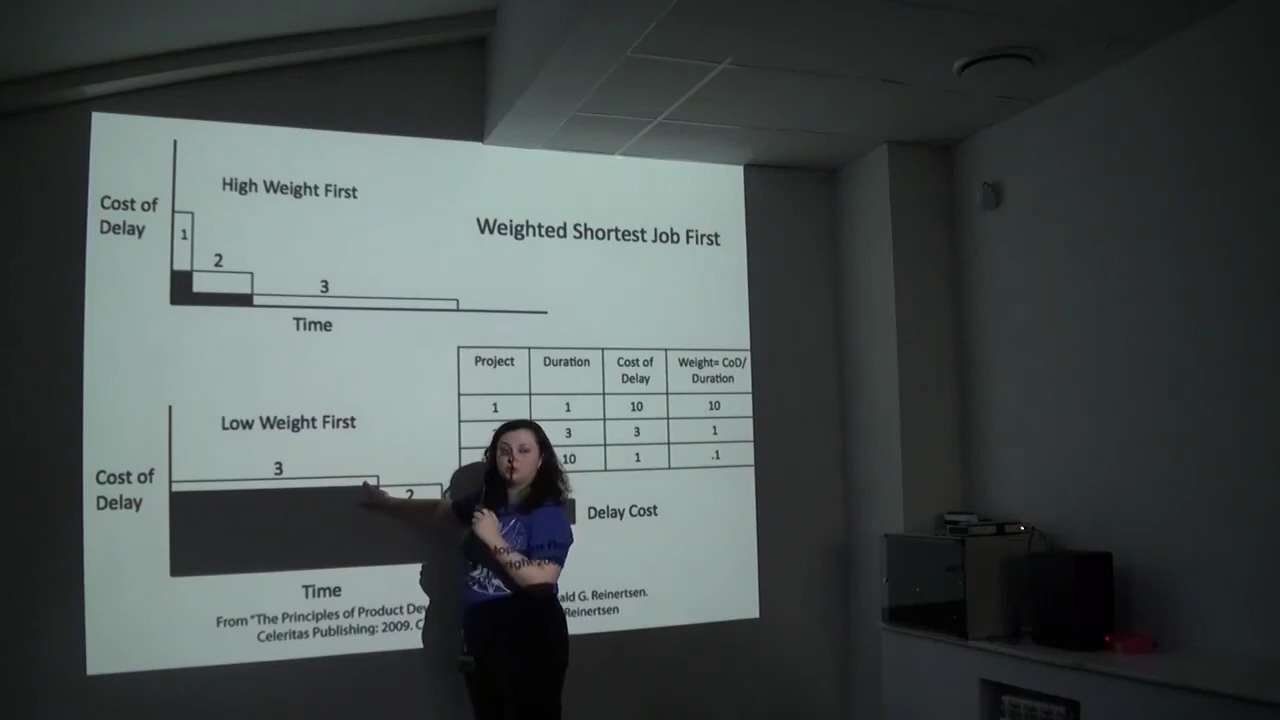 High Weight First
Cost of
Delay
1
2
3
Time
Weighted Shortest Job First
Project Duration Cost of Delay Weight= CoD/ Duration
1 1 10 10
3 3 1
10 1 .1
Low Weight First
Cost of
Delay
3
2
Delay Cost
Time
From "The Principles of Product Dev ald G. Reinertsen.
Celeritas Publishing: 2009. C Reinertsen